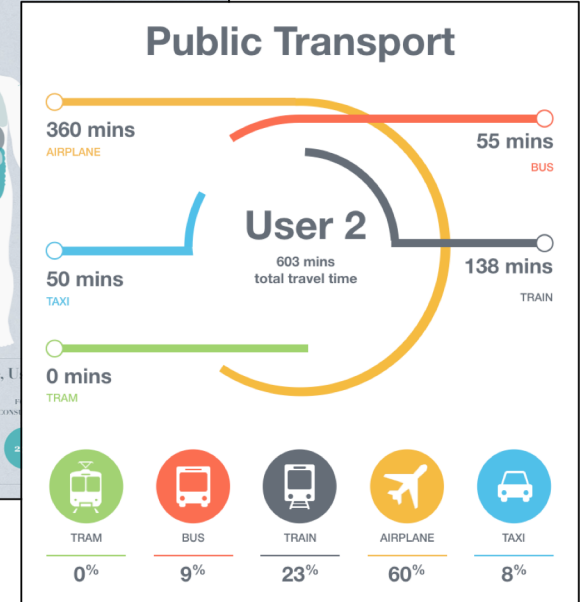 Public Transport
360 mins
AIRPLANE
55 mins
BUS
User 2
603 mins
total travel time
50 mins
TAXI
138 mins
TRAIN
0 mins
TRAM
TRAM BUS TRAIN AIRPLANE TAXI
0% 9% 23% 60% 8%